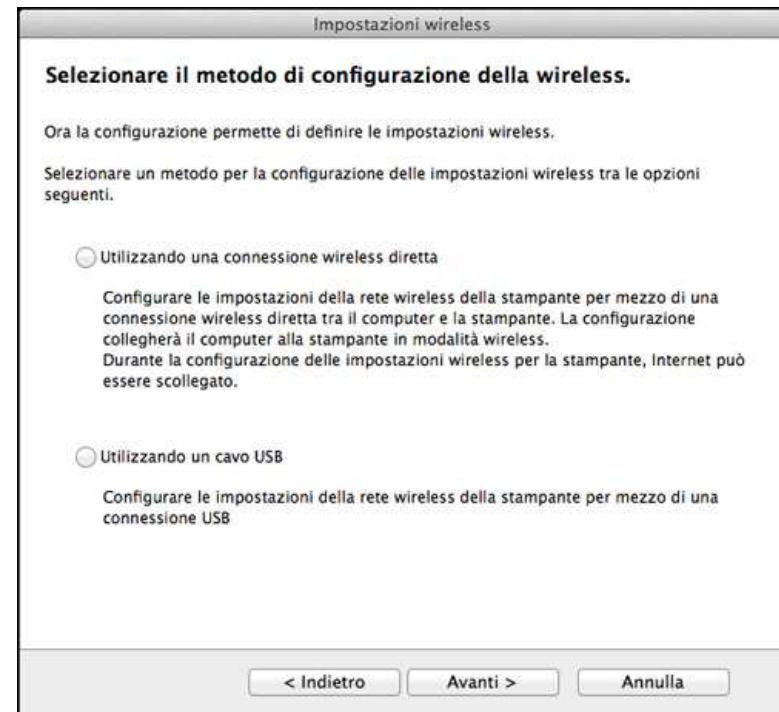 Impostazioni wireless
Selezionare il metodo di configurazione della wireless.
Ora la configurazione permette di definire le impostazioni wireless.
Selezionare un metodo per la configurazione delle impostazioni wireless tra le opzioni
seguenti.
Utilizzando una connessione wireless diretta
Configurare le impostazioni della rete wireless della stampante per mezzo di una
connessione wireless diretta tra il computer e la stampante. La configurazione
collegherà il computer alla stampante in modalità wireless.
Durante la configurazione delle impostazioni wireless per la stampante, Internet può
essere scollegato.
Utilizzando un cavo USB
Configurare le impostazioni della rete wireless della stampante per mezzo di una
connessione USB
< Indietro
Avanti >
Annulla